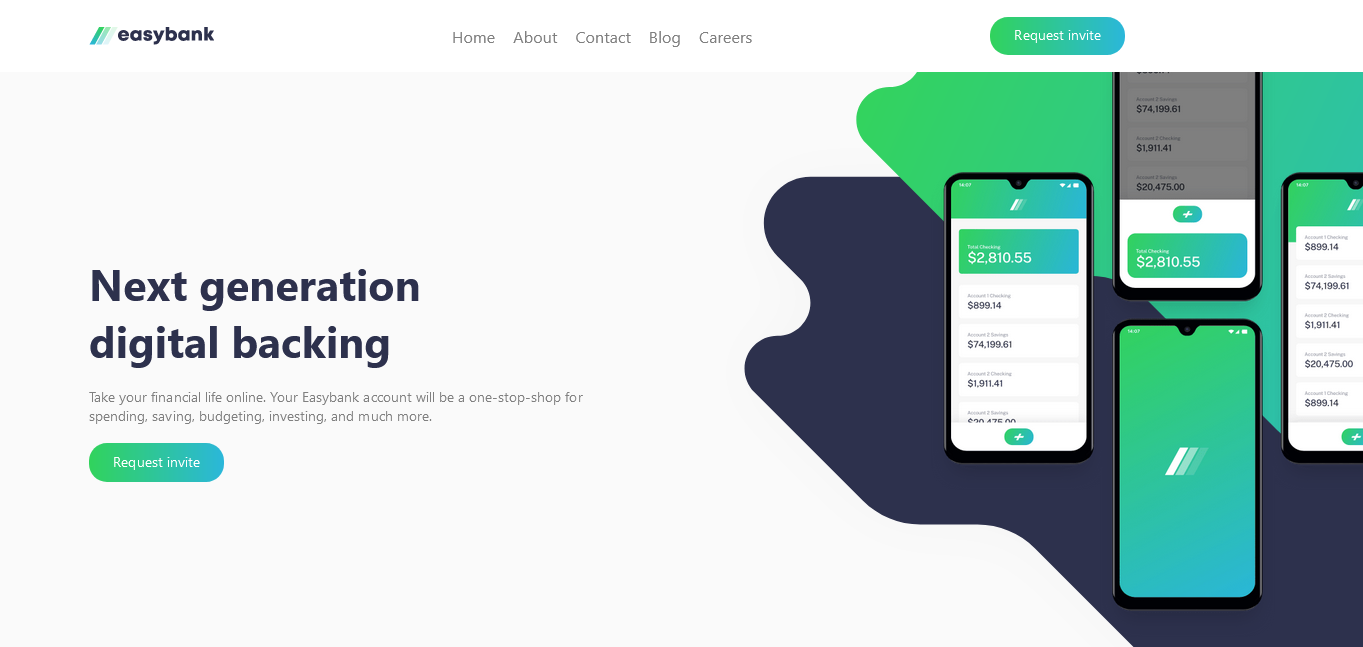 easybank
Home About Contact Blog Careers
Request invite
Next generation
digital backing
Take your financial life online. Your Easybank account will be a one-stop-shop for
spending, saving, budgeting, investing, and much more.
Request invite
14:07
Total Checking
$2,810.55
Account 1 Checking
$899.14
Account 2 Savings
$74,199.61
Account 2 Checking
$1,911.41
Account 2 Savings
$20,475.00
Account 2 Savings
$74,199.61
Account 2 Checking
$1,911.41
Account 2 Savings
$20,475.00
Total Checking
$2,810.55
14:07
14:07
Account 1 Checking
$899.14
Account 2 Savings
$74,199.61
Account 2 Checking
$1,911.41
Account 2 Savings
$20,475.00
Account 1 Checking
$899.14